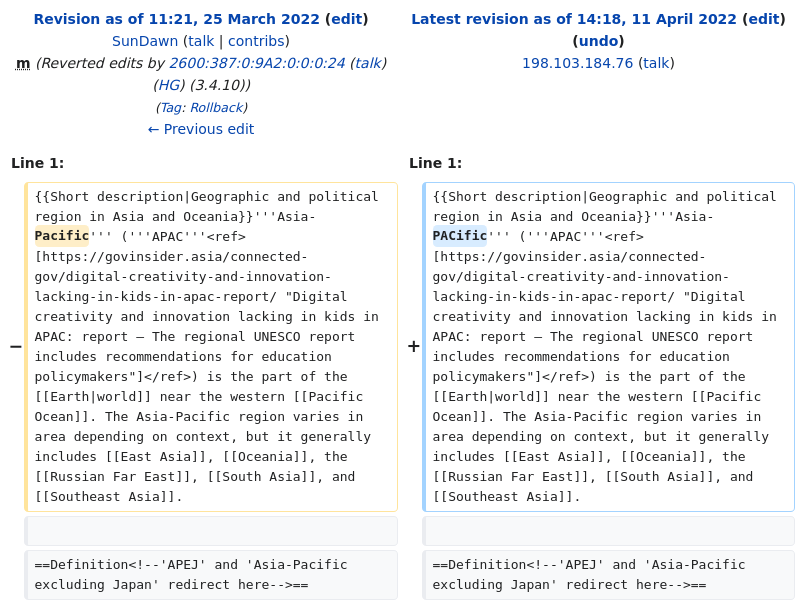 Revision as of 11:21, 25 March 2022 (edit)
SunDawn (talk | contribs)
m (Reverted edits by 2600:387:0:9A2:0:0:0:24 (talk)
(HG) (3.4.10))
(Tag: Rollback)
← Previous edit
Latest revision as of 14:18, 11 April 2022 (edit)
(undo)
198.103.184.76 (talk)
Line 1:
Line 1:
−
{{Short description|Geographic and political
region in Asia and Oceania}}'''Asia-
Pacific''' ('''APAC'''<ref>
[https://govinsider.asia/connected-
gov/digital-creativity-and-innovation-
lacking-in-kids-in-apac-report/ "Digital
creativity and innovation lacking in kids in
APAC: report – The regional UNESCO report
includes recommendations for education
policymakers"]</ref>) is the part of the
[[Earth|world]] near the western [[Pacific
Ocean]]. The Asia-Pacific region varies in
area depending on context, but it generally
includes [[East Asia]], [[Oceania]], the
[[Russian Far East]], [[South Asia]], and
[[Southeast Asia]].
+
{{Short description|Geographic and political
region in Asia and Oceania}}'''Asia-
PACific''' ('''APAC'''<ref>
[https://govinsider.asia/connected-
gov/digital-creativity-and-innovation-
lacking-in-kids-in-apac-report/ "Digital
creativity and innovation lacking in kids in
APAC: report – The regional UNESCO report
includes recommendations for education
policymakers"]</ref>) is the part of the
[[Earth|world]] near the western [[Pacific
Ocean]]. The Asia-Pacific region varies in
area depending on context, but it generally
includes [[East Asia]], [[Oceania]], the
[[Russian Far East]], [[South Asia]], and
[[Southeast Asia]].
==Definition<!--'APEJ' and 'Asia-Pacific
excluding Japan' redirect here-->==
==Definition<!--'APEJ' and 'Asia-Pacific
excluding Japan' redirect here-->==